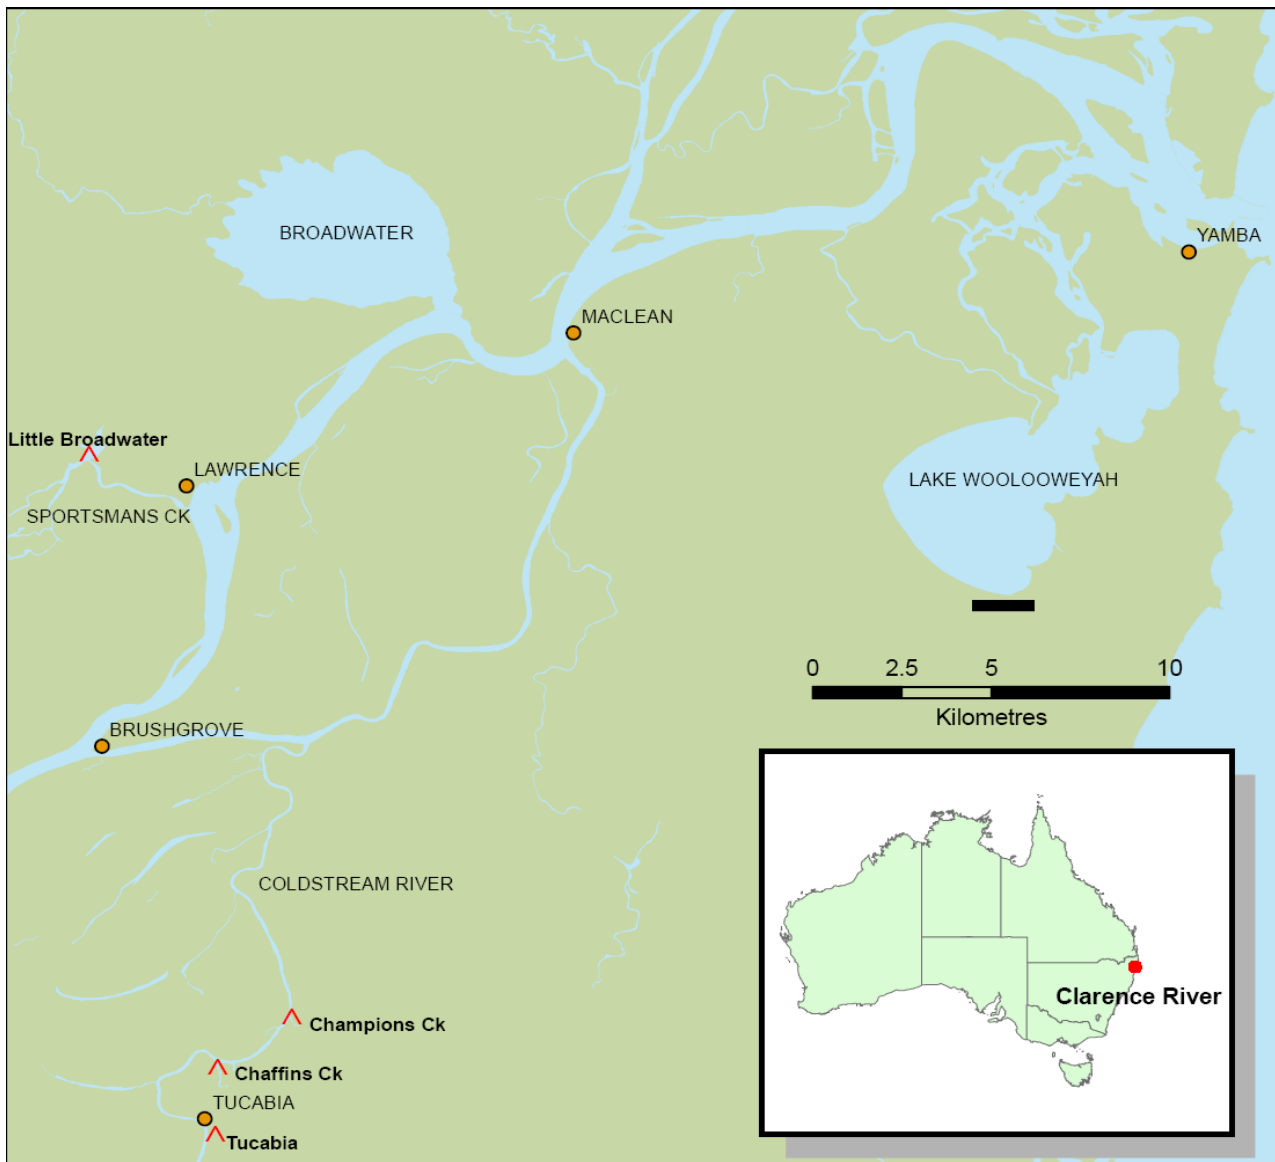 YAMBA
BROADWATER
MACLEAN
Little Broadwater
LAWRENCE
LAKE WOOLOOWEYAH
SPORTSMANS CK
0 2.5 5 10
Kilometres
BRUSHGROVE
COLDSTREAM RIVER
Clarence River
Champions Ck
Chaffins Ck
TUCABIA
Tucabia